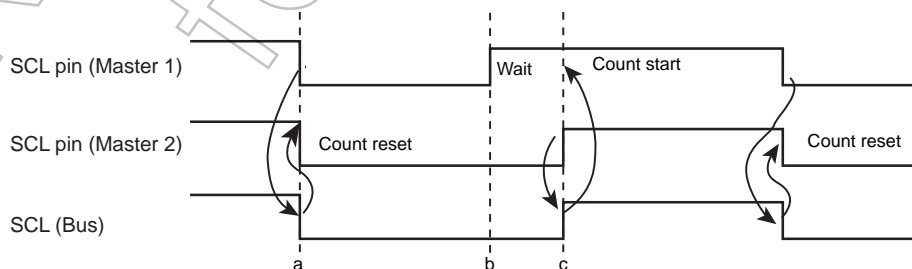 SCL pin (Master 1)
Wait
Count start
SCL pin (Master 2)
Count reset
Count reset
SCL (Bus)
a
b
c